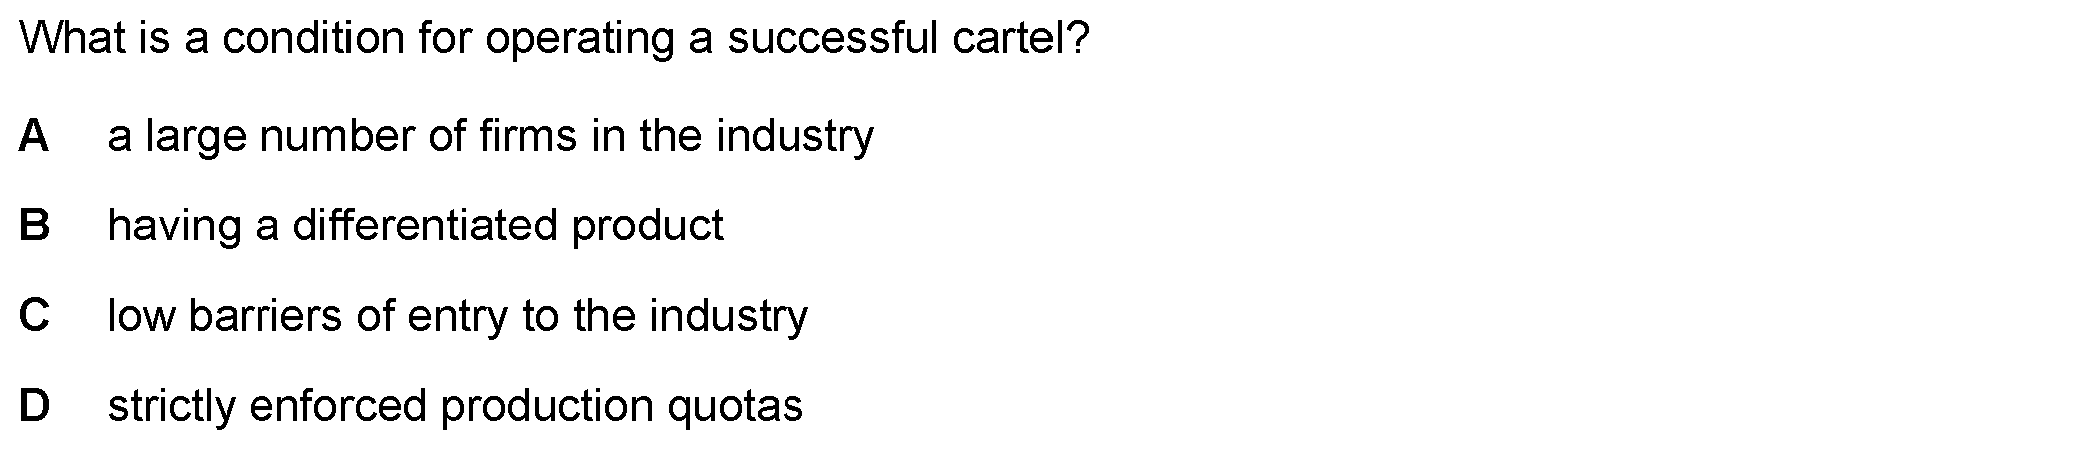 What is a condition for operating a successful cartel?
A a large number of firms in the industry
B having a differentiated product
C low barriers of entry to the industry
D strictly enforced production quotas